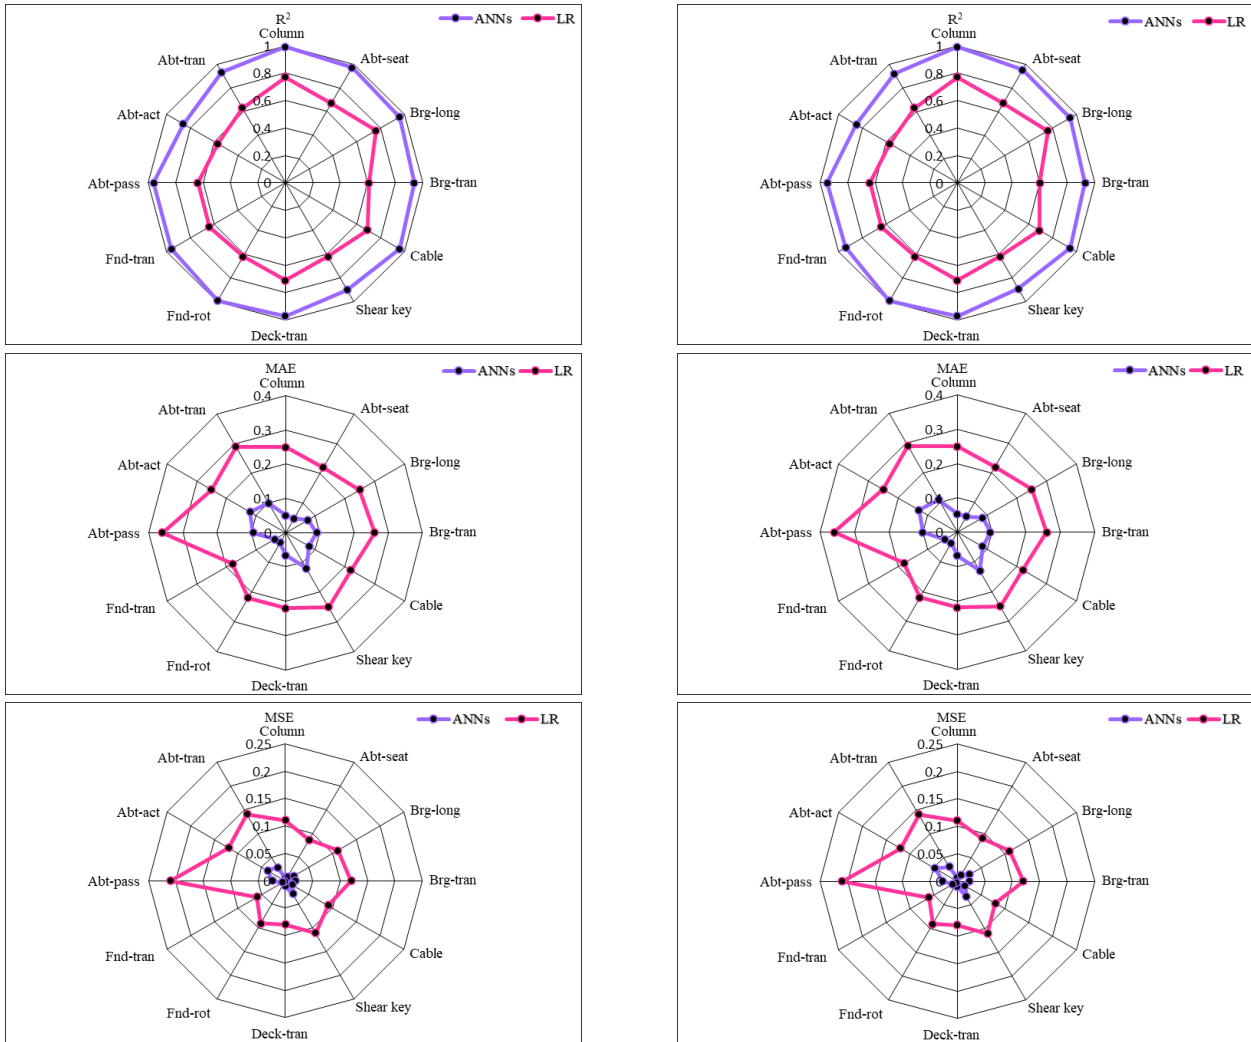 R²
ANNs LR
Column
1
Abt-tran
Abt-seat
0.8
Abt-act
0.6
Brg-long
0.4
0.2
Abt-pass
0
Brg-tran
Fnd-tran
Cable
Fnd-rot
Shear key
Deck-tran
R²
ANNs LR
Column
1
Abt-tran
Abt-seat
0.8
Abt-act
0.6
Brg-long
0.4
0.2
Abt-pass
0
Brg-tran
Fnd-tran
Cable
Fnd-rot
Shear key
Deck-tran
MAE
ANNs LR
Column
0.4
Abt-tran
Abt-seat
0.3
Abt-act
0.2
Brg-long
0.1
Abt-pass
0
Brg-tran
Fnd-tran
Cable
Fnd-rot
Shear key
Deck-tran
MAE
ANNs LR
Column
0.4
Abt-tran
Abt-seat
0.3
Abt-act
0.2
Brg-long
0.1
Abt-pass
0
Brg-tran
Fnd-tran
Cable
Fnd-rot
Shear key
Deck-tran
MSE
ANNs LR
Column
0.25
Abt-tran
Abt-seat
0.2
Abt-act
0.15
Brg-long
0.1
0.05
Abt-pass
0
Brg-tran
Fnd-tran
Cable
Fnd-rot
Shear key
Deck-tran
MSE
ANNs LR
Column
0.25
Abt-tran
Abt-seat
0.2
Abt-act
0.15
Brg-long
0.1
0.05
Abt-pass
0
Brg-tran
Fnd-tran
Cable
Fnd-rot
Shear key
Deck-tran